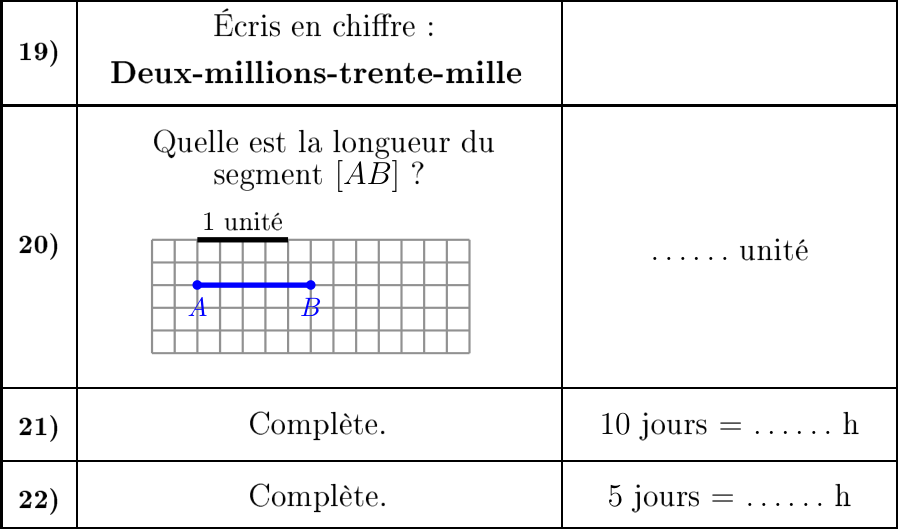 19)
Écris en chiffre :
Deux-millions-trente-mille
20)
Quelle est la longueur du
segment [AB] ?
1 unité
A B
...... unité
21)
Complète.
10 jours = ...... h
22)
Complète.
5 jours = ...... h